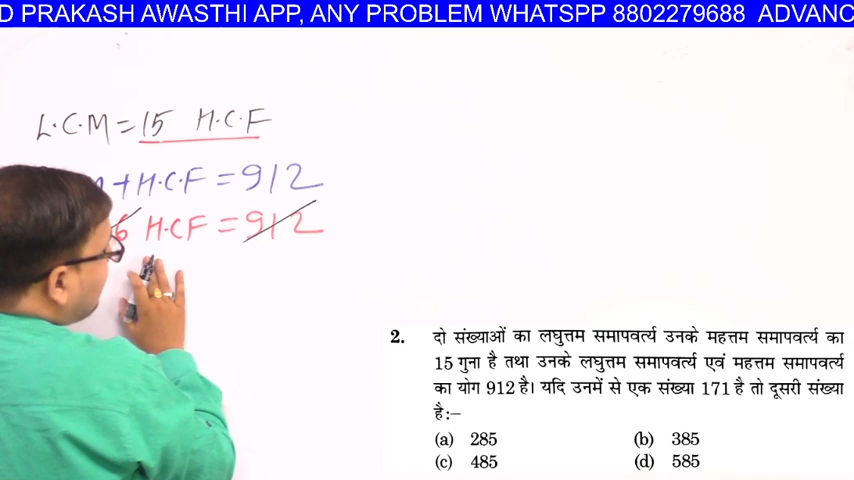 D PRAKASH AWASTHI APP, ANY PROBLEM WHATSPP 8802279688 ADVANC
L.C.M = 15 H.C.F
+ H.C.F = 912
6 H.C.F = 912
2. दो संख्याओं का लघुत्तम समापवर्त्य उनके महत्तम समापवर्त्य का
15 गुना है तथा उनके लघुत्तम समापवर्त्य एवं महत्तम समापवर्त्य
का योग 912 है। यदि उनमें से एक संख्या 171 है तो दूसरी संख्या
है:–
(a) 285 (b) 385
(c) 485 (d) 585